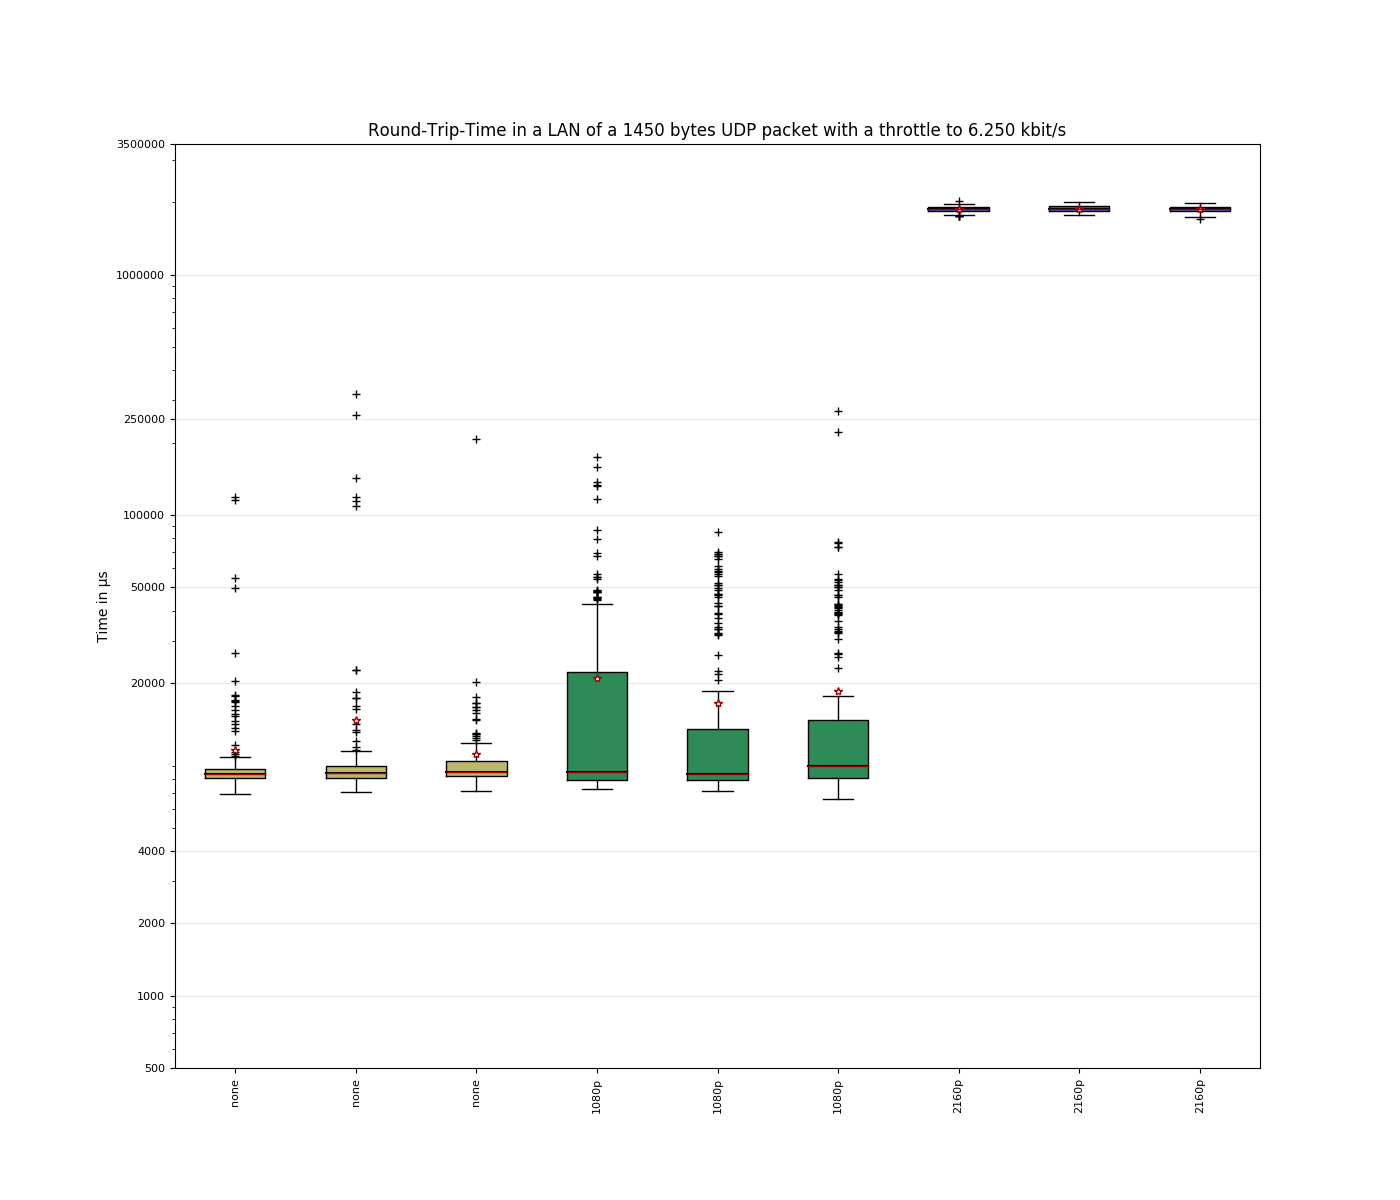 Round-Trip-Time in a LAN of a 1450 bytes UDP packet with a throttle to 6.250 kbit/s
3500000
1000000
250000
100000
50000
20000
4000
2000
1000
500
Time in µs
none
none
none
1080p
1080p
1080p
2160p
2160p
2160p